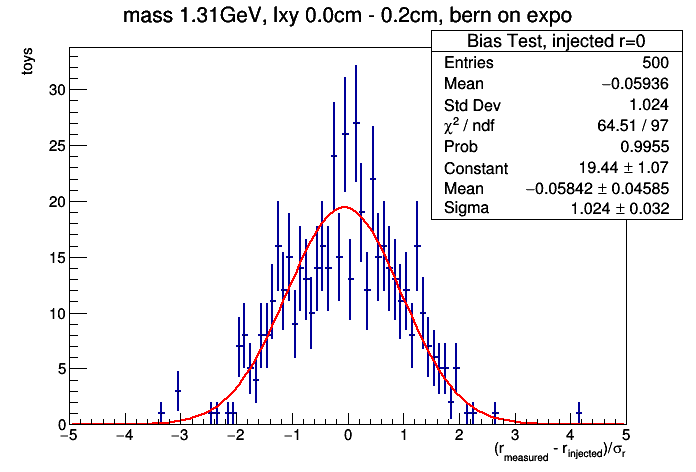 mass 1.31GeV, lxy 0.0cm - 0.2cm, bern on expo
Bias Test, injected r=0
Entries 500
Mean −0.05936
Std Dev 1.024
χ² / ndf 64.51 / 97
Prob 0.9955
Constant 19.44 ± 1.07
Mean −0.05842 ± 0.04585
Sigma 1.024 ± 0.032
toys
30
25
20
15
10
5
0
−5 −4 −3 −2 −1 0 1 2 3 4 5
(r_measured - r_injected)/σ_r